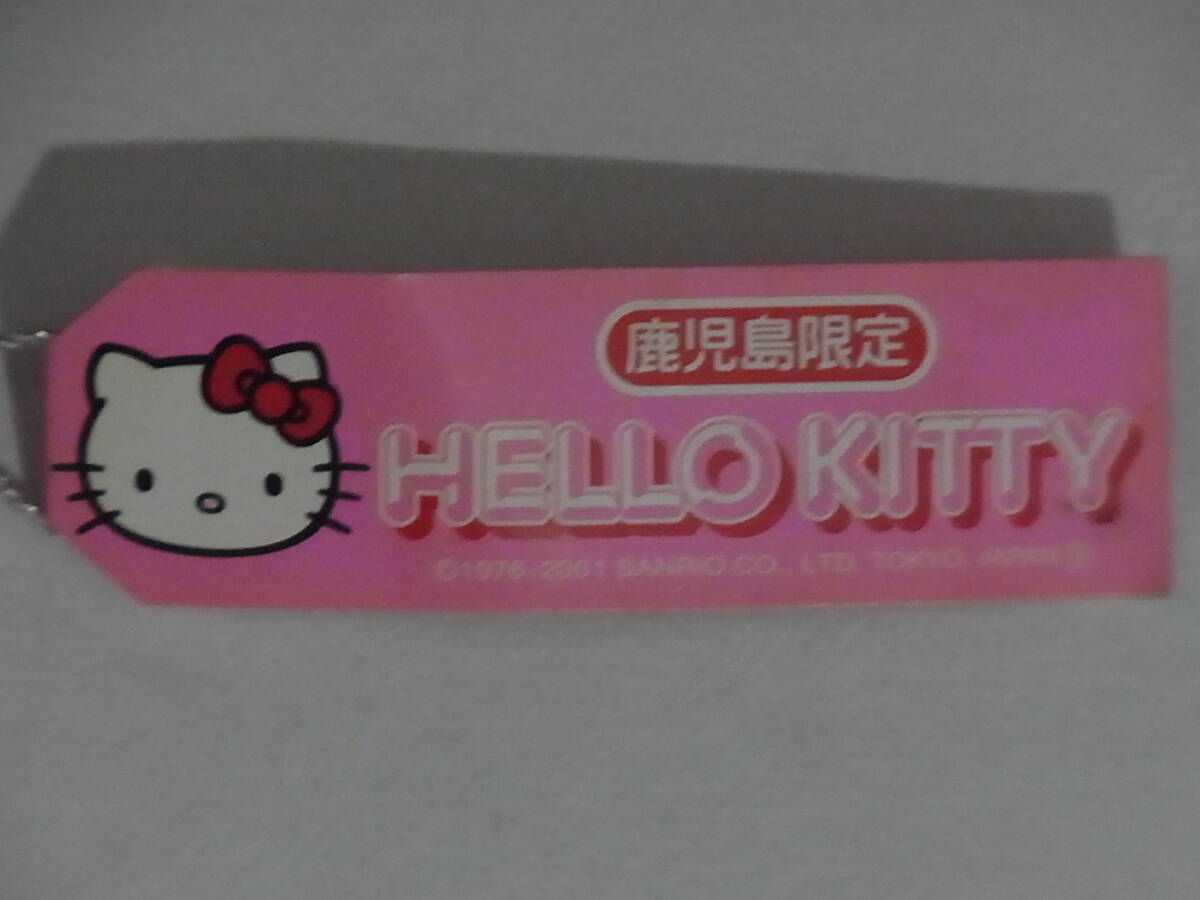 鹿児島限定
HELLO KITTY
©1976, 2001 SANRIO CO., LTD. TOKYO, JAPAN